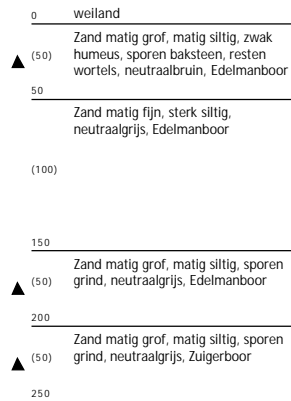 0 weiland
Zand matig grof, matig siltig, zwak
(50) humeus, sporen baksteen, resten
wortels, neutraalbruin, Edelmanboor
50
Zand matig fijn, sterk siltig,
neutraalgrijs, Edelmanboor
(100)
150
Zand matig grof, matig siltig, sporen
(50) grind, neutraalgrijs, Edelmanboor
200
Zand matig grof, matig siltig, sporen
(50) grind, neutraalgrijs, Zuigerboor
250